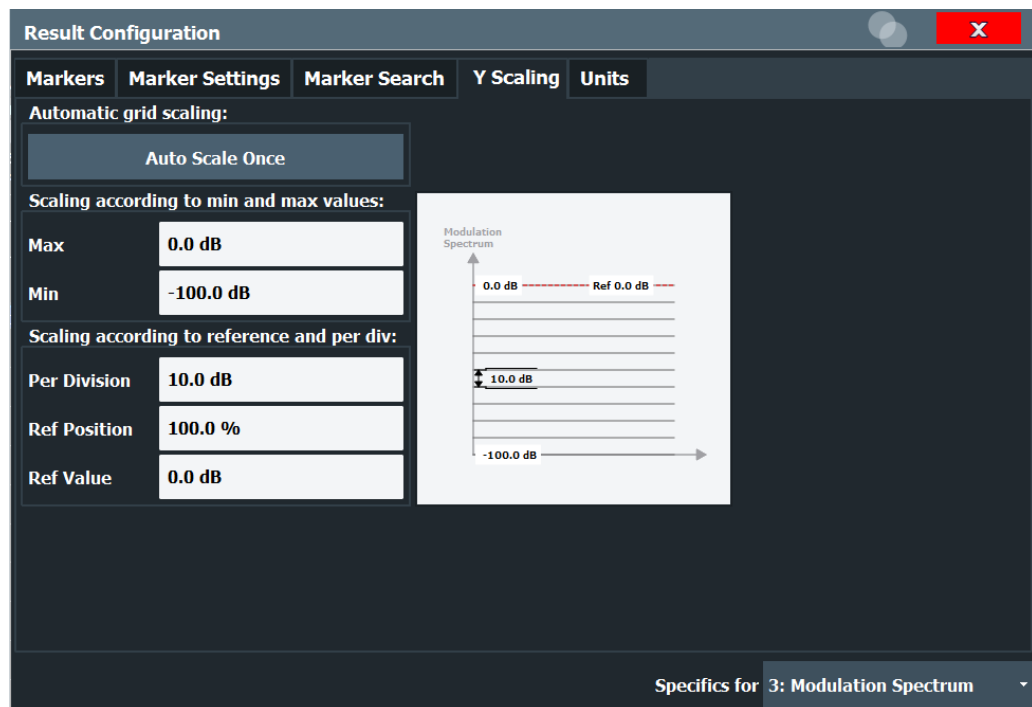 Result Configuration
X
Markers Marker Settings Marker Search Y Scaling Units
Automatic grid scaling:
Auto Scale Once
Scaling according to min and max values:
Max 0.0 dB
Min -100.0 dB
Scaling according to reference and per div:
Per Division 10.0 dB
Ref Position 100.0 %
Ref Value 0.0 dB
Modulation
Spectrum
0.0 dB Ref 0.0 dB
10.0 dB
-100.0 dB
Specifics for 3: Modulation Spectrum